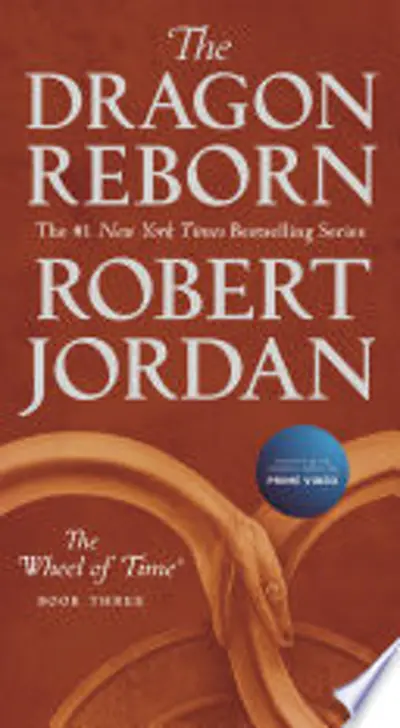 The
DRAGON
REBORN
The #1 New York Times Bestselling Series
ROBERT
JORDAN
PRIME VIDEO
The
Wheel of Time®
BOOK THREE